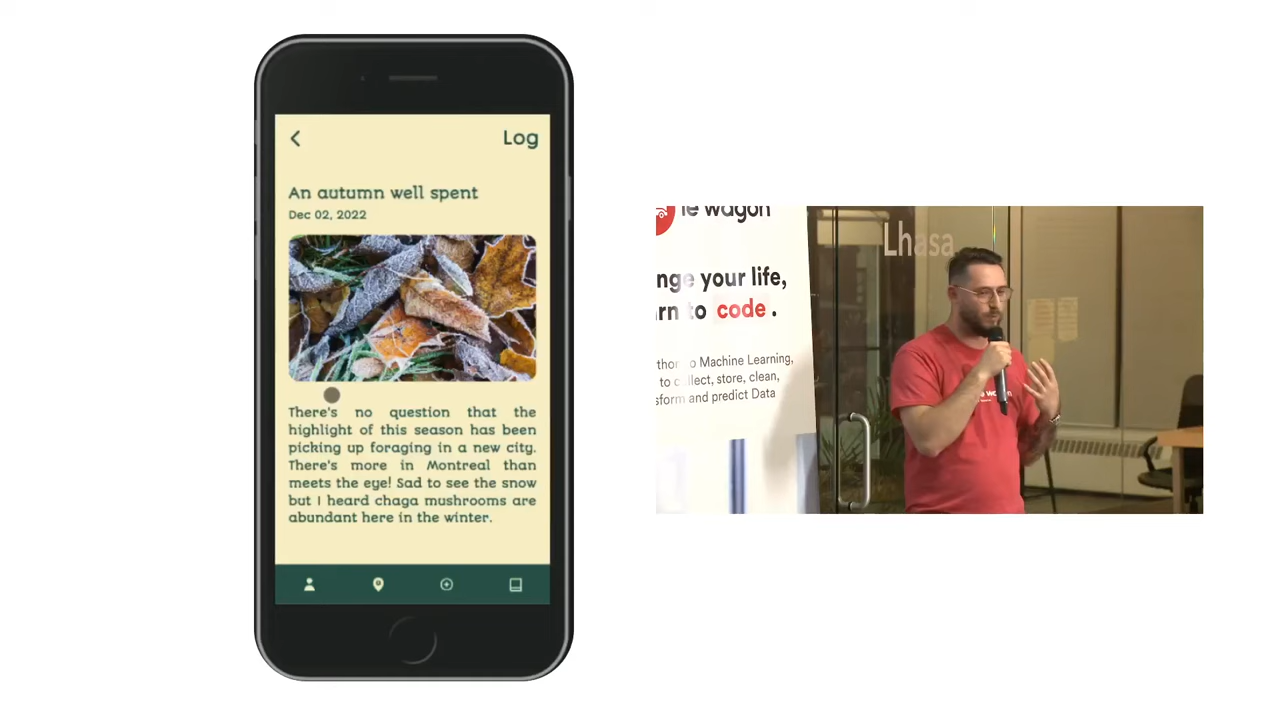 Log
An autumn well spent
Dec 02, 2022
There's no question that the
highlight of this season has been
picking up foraging in a new city.
There's more in Montreal than
meets the eye! Sad to see the snow
but I heard chaga mushrooms are
abundant here in the winter.
le wagon
nge your life,
rn to code.
to Machine Learning,
to collect, store, clean,
sform and predict Data
Lhasa